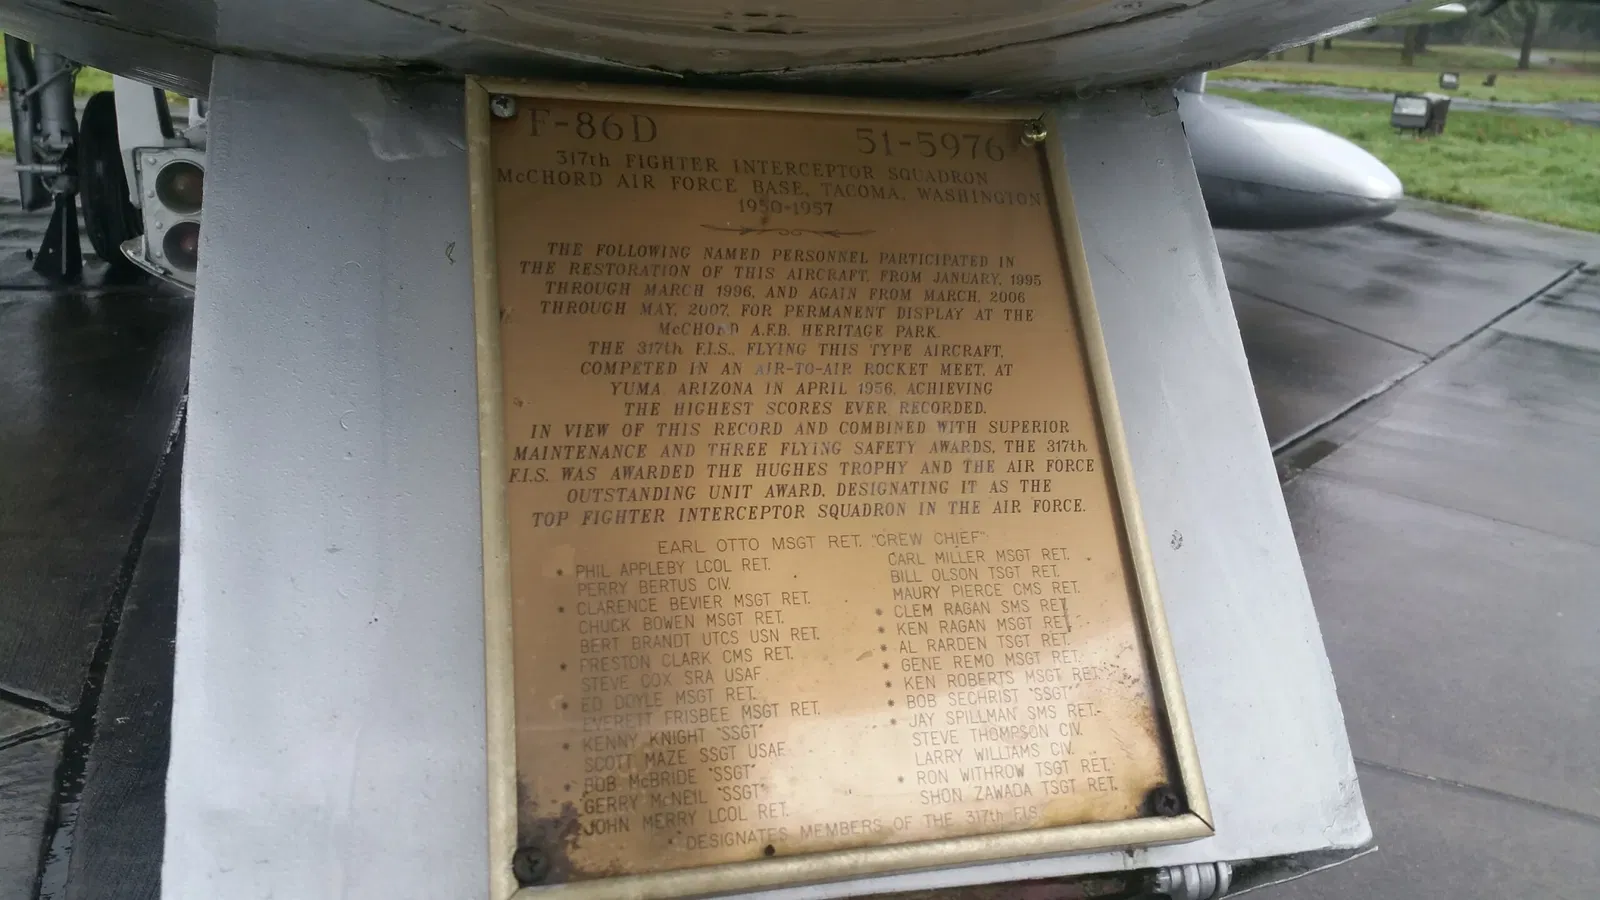 F-86D 51-5976
317th FIGHTER INTERCEPTOR SQUADRON
McCHORD AIR FORCE BASE, TACOMA, WASHINGTON
1950-1957
THE FOLLOWING NAMED PERSONNEL PARTICIPATED IN
THE RESTORATION OF THIS AIRCRAFT, FROM JANUARY, 1995
THROUGH MARCH 1996, AND AGAIN FROM MARCH, 2006
THROUGH MAY, 2007, FOR PERMANENT DISPLAY AT THE
McCHORD A.F.B. HERITAGE PARK.
THE 317th F.I.S., FLYING THIS TYPE AIRCRAFT,
COMPETED IN AN AIR-TO-AIR ROCKET MEET, AT
YUMA ARIZONA IN APRIL 1956, ACHIEVING
THE HIGHEST SCORES EVER RECORDED.
IN VIEW OF THIS RECORD AND COMBINED WITH SUPERIOR
MAINTENANCE AND THREE FLYING SAFETY AWARDS, THE 317th
F.I.S. WAS AWARDED THE HUGHES TROPHY AND THE AIR FORCE
OUTSTANDING UNIT AWARD, DESIGNATING IT AS THE
TOP FIGHTER INTERCEPTOR SQUADRON IN THE AIR FORCE.
EARL OTTO MSGT RET. "CREW CHIEF"
• PHIL APPLEBY LCOL RET.
PERRY BERTUS CIV.
• CLARENCE BEVIER MSGT RET.
CHUCK BOWEN MSGT RET.
BERT BRANDT UTCS USN RET.
• PRESTON CLARK CMS RET.
STEVE COX SRA USAF
• ED DOYLE MSGT RET.
EVERETT FRISBEE MSGT RET.
• KENNY KNIGHT "SSGT"
SCOTT MAZE SSGT USAF
• BOB McBRIDE "SSGT"
GERRY McNEIL "SSGT"
JOHN MERRY LCOL RET.
CARL MILLER MSGT RET.
BILL OLSON TSGT RET.
MAURY PIERCE CMS RET.
• CLEM RAGAN SMS RET.
• KEN RAGAN MSGT RET.
• AL RARDEN TSGT RET.
• GENE REMO MSGT RET.
• KEN ROBERTS MSGT RET.
• BOB SECHRIST "SSGT"
• JAY SPILLMAN SMS RET.
STEVE THOMPSON CIV.
LARRY WILLIAMS CIV.
• RON WITHROW TSGT RET.
SHON ZAWADA TSGT RET.
• DESIGNATES MEMBERS OF THE 317th FIS